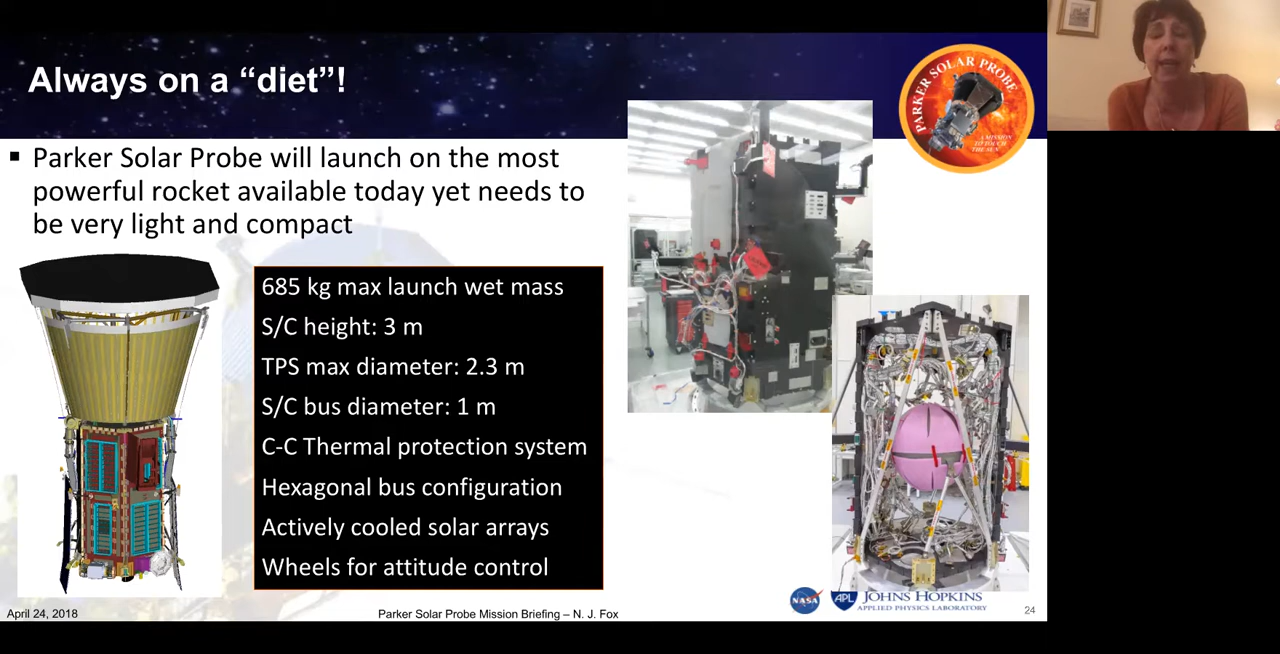 Always on a “diet”!
PARKER SOLAR PROBE
A MISSION
TO TOUCH
THE SUN
▪ Parker Solar Probe will launch on the most
powerful rocket available today yet needs to
be very light and compact
685 kg max launch wet mass
S/C height: 3 m
TPS max diameter: 2.3 m
S/C bus diameter: 1 m
C-C Thermal protection system
Hexagonal bus configuration
Actively cooled solar arrays
Wheels for attitude control
April 24, 2018
Parker Solar Probe Mission Briefing – N. J. Fox
NASA
APL
JOHNS HOPKINS
APPLIED PHYSICS LABORATORY
24